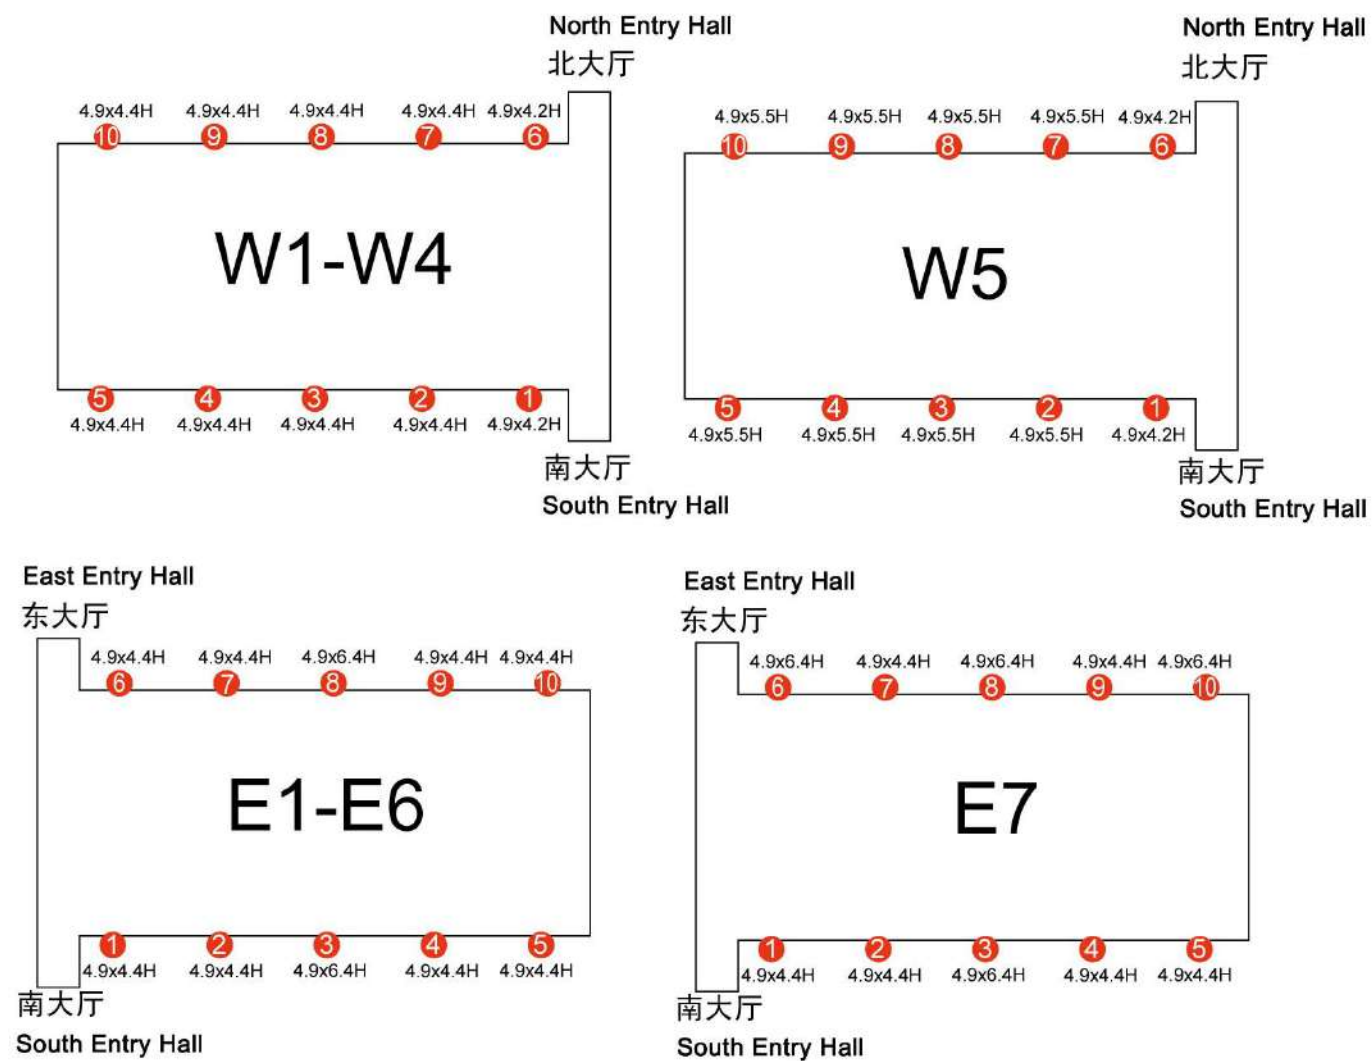 North Entry Hall
北大厅
4.9x4.4H 4.9x4.4H 4.9x4.4H 4.9x4.4H 4.9x4.2H
10 9 8 7 6
W1-W4
5 4 3 2 1
4.9x4.4H 4.9x4.4H 4.9x4.4H 4.9x4.4H 4.9x4.2H
南大厅
South Entry Hall
North Entry Hall
北大厅
4.9x5.5H 4.9x5.5H 4.9x5.5H 4.9x5.5H 4.9x4.2H
10 9 8 7 6
W5
5 4 3 2 1
4.9x5.5H 4.9x5.5H 4.9x5.5H 4.9x5.5H 4.9x4.2H
南大厅
South Entry Hall
East Entry Hall
东大厅
4.9x4.4H 4.9x4.4H 4.9x6.4H 4.9x4.4H 4.9x4.4H
6 7 8 9 10
E1-E6
1 2 3 4 5
4.9x4.4H 4.9x4.4H 4.9x6.4H 4.9x4.4H 4.9x4.4H
南大厅
South Entry Hall
East Entry Hall
东大厅
4.9x6.4H 4.9x4.4H 4.9x6.4H 4.9x4.4H 4.9x6.4H
6 7 8 9 10
E7
1 2 3 4 5
4.9x4.4H 4.9x4.4H 4.9x6.4H 4.9x4.4H 4.9x4.4H
南大厅
South Entry Hall